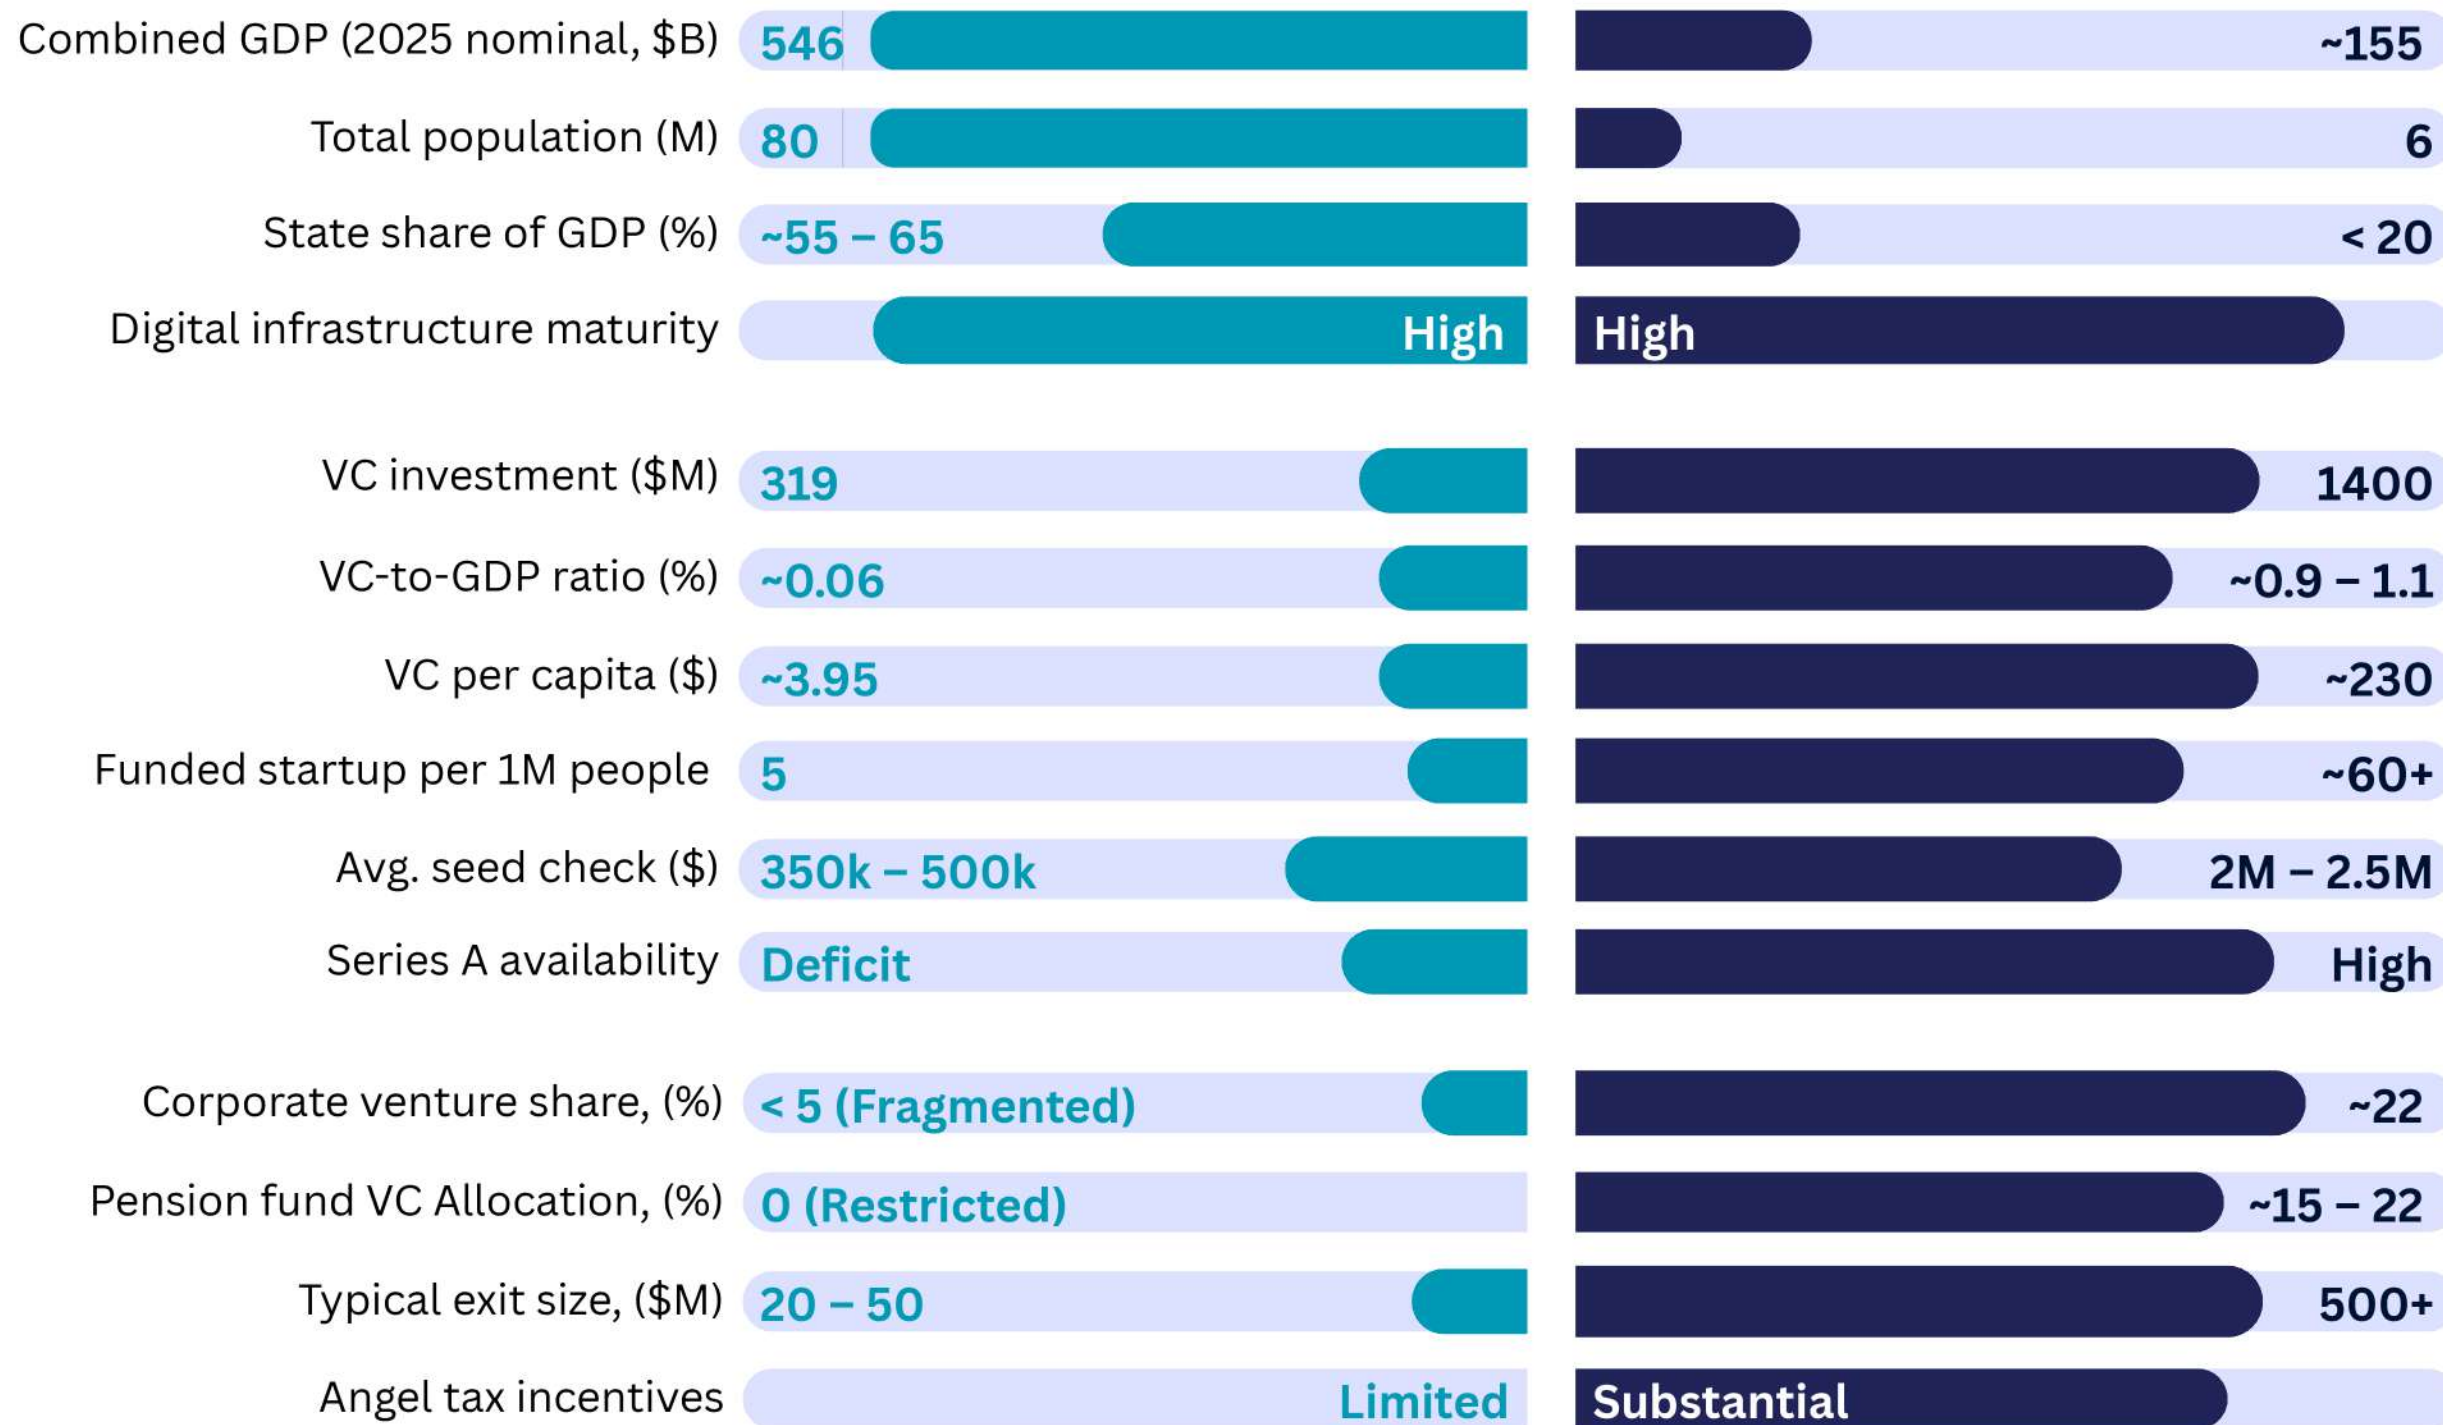 Combined GDP (2025 nominal, $B) 546 ~155
Total population (M) 80 6
State share of GDP (%) ~55 – 65 < 20
Digital infrastructure maturity High High
VC investment ($M) 319 1400
VC-to-GDP ratio (%) ~0.06 ~0.9 – 1.1
VC per capita ($) ~3.95 ~230
Funded startup per 1M people 5 ~60+
Avg. seed check ($) 350k – 500k 2M – 2.5M
Series A availability Deficit High
Corporate venture share, (%) < 5 (Fragmented) ~22
Pension fund VC Allocation, (%) 0 (Restricted) ~15 – 22
Typical exit size, ($M) 20 – 50 500+
Angel tax incentives Limited Substantial